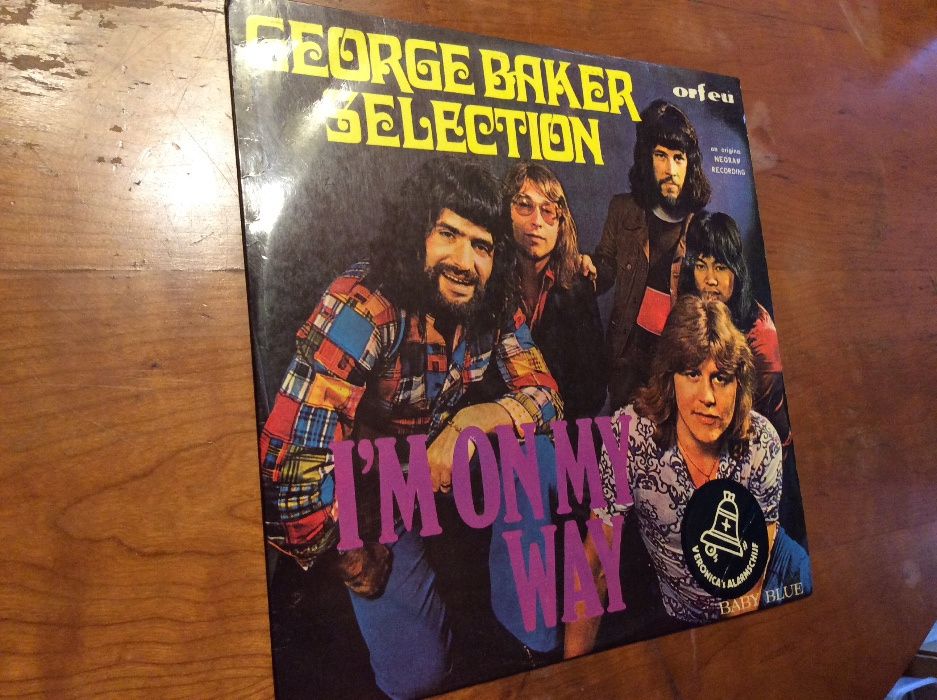 GEORGE BAKER
SELECTION
orfeu
an original
NEGRAM
RECORDING
I'M ON MY
WAY
VERONICA's ALARMSCHIJF
BABY BLUE